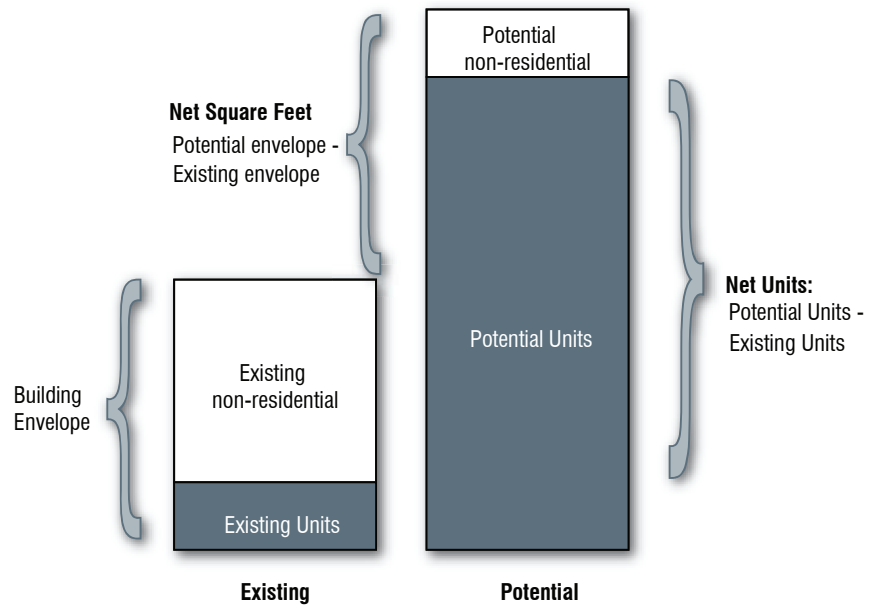 Potential
non-residential
Net Square Feet
Potential envelope -
Existing envelope
Net Units:
Potential Units -
Existing Units
Potential Units
Building
Envelope
Existing
non-residential
Existing Units
Existing
Potential